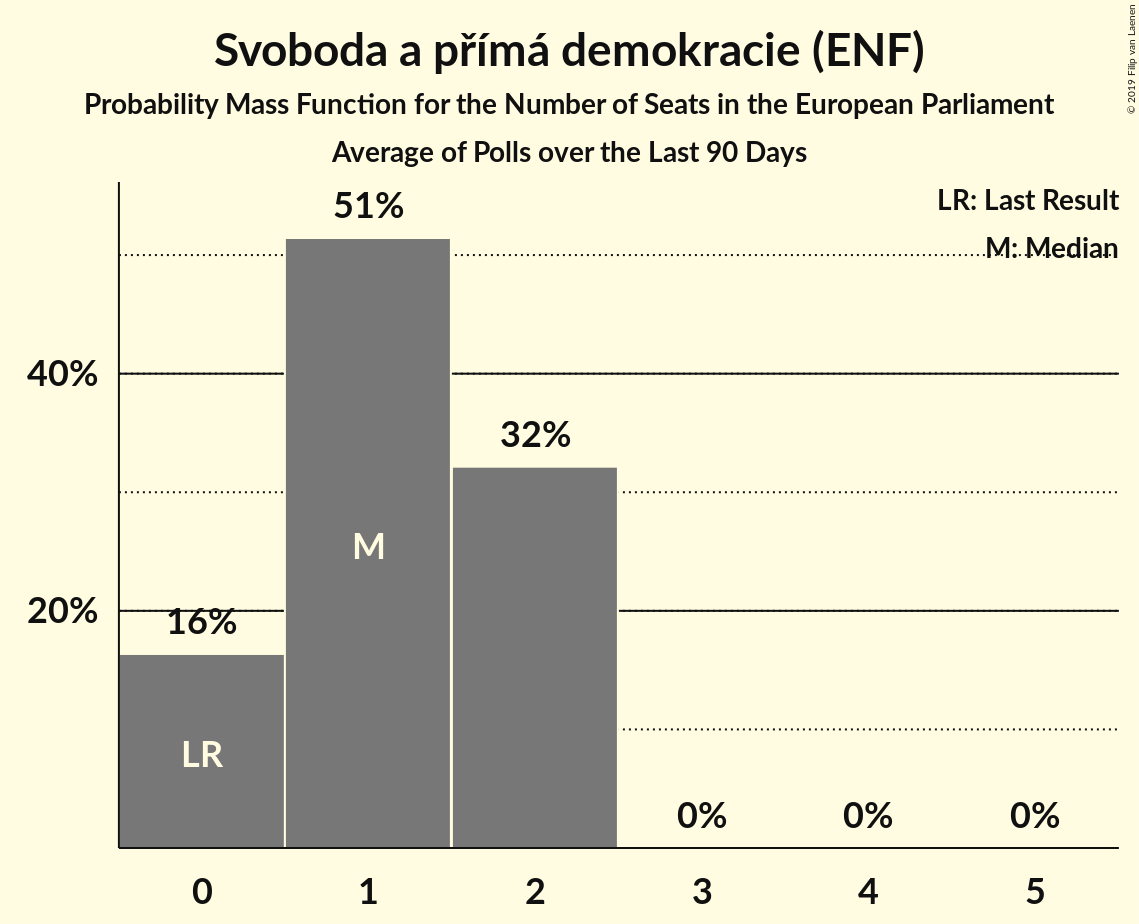 Svoboda a přímá demokracie (ENF)
Probability Mass Function for the Number of Seats in the European Parliament
Average of Polls over the Last 90 Days
© 2019 Filip van Laenen
LR: Last Result
M: Median
51%
40%
32%
M
20%
16%
LR
0% 0% 0%
0 1 2 3 4 5